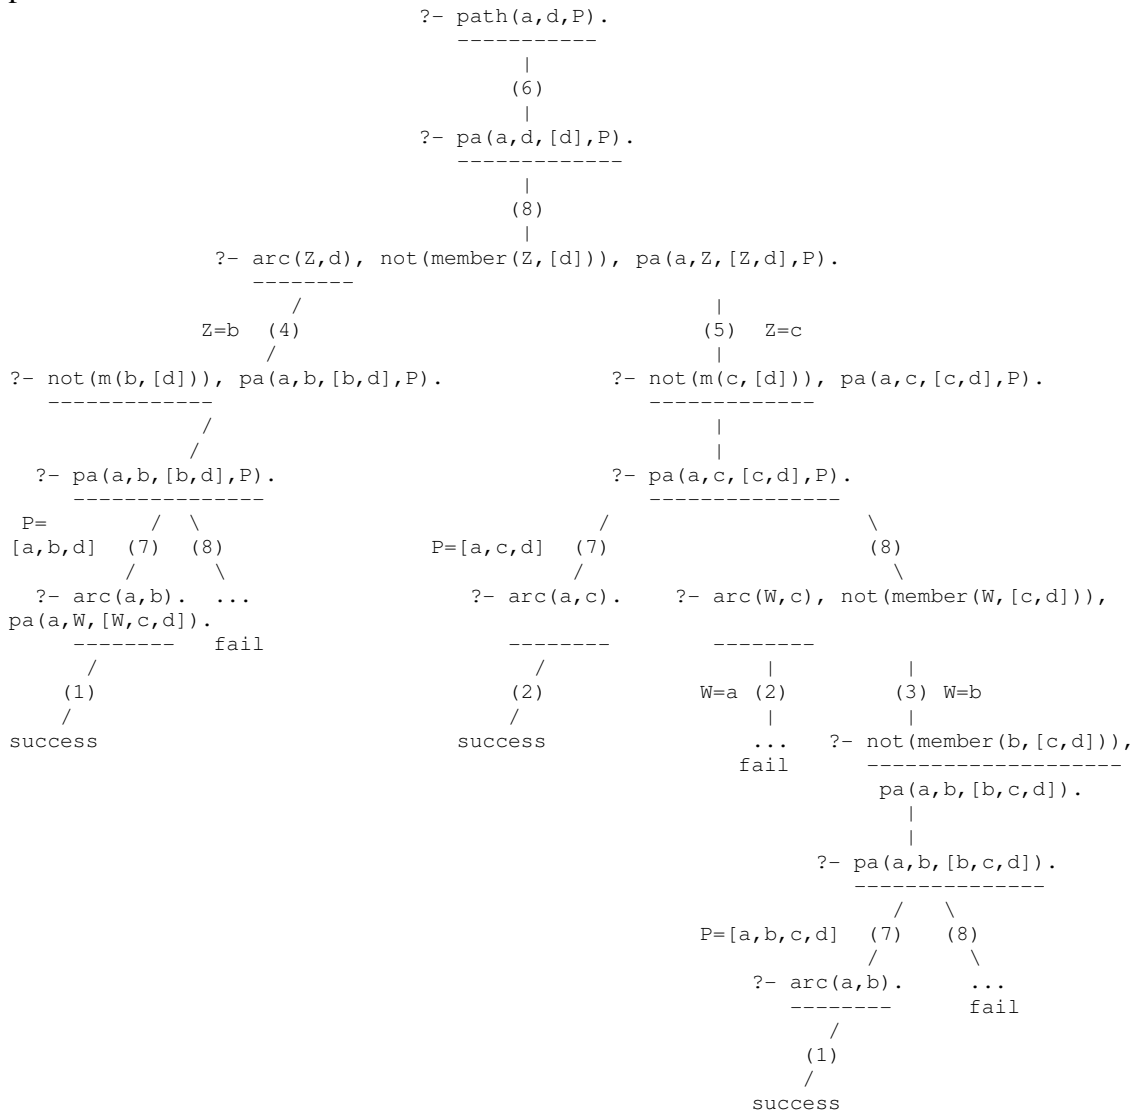 ?- path(a,d,P).
-----------
|
(6)
|
?- pa(a,d,[d],P).
-------------
|
(8)
|
?- arc(Z,d), not(member(Z,[d])), pa(a,Z,[Z,d],P).
--------
/ |
Z=b (4) (5) Z=c
/ |
?- not(m(b,[d])), pa(a,b,[b,d],P). ?- not(m(c,[d])), pa(a,c,[c,d],P).
------------- -------------
/ |
/ |
?- pa(a,b,[b,d],P). ?- pa(a,c,[c,d],P).
--------------- ---------------
P= / \ / \
[a,b,d] (7) (8) P=[a,c,d] (7) (8)
/ \ / \
?- arc(a,b). ... ?- arc(a,c). ?- arc(W,c), not(member(W,[c,d])),
pa(a,W,[W,c,d]).
-------- fail -------- --------
/ / | |
(1) (2) W=a (2) (3) W=b
/ / | |
success success ... ?- not(member(b,[c,d])),
fail --------------------
pa(a,b,[b,c,d]).
|
|
?- pa(a,b,[b,c,d]).
---------------
/ \
P=[a,b,c,d] (7) (8)
/ \
?- arc(a,b). ...
-------- fail
/
(1)
/
success